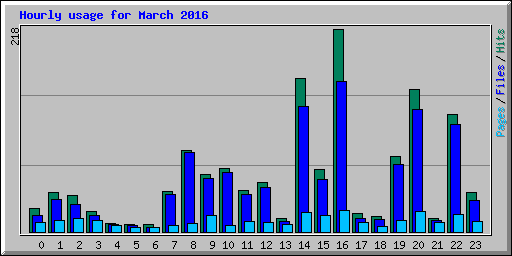 Hourly usage for March 2016
218
Pages / Files / Hits
0 1 2 3 4 5 6 7 8 9 10 11 12 13 14 15 16 17 18 19 20 21 22 23